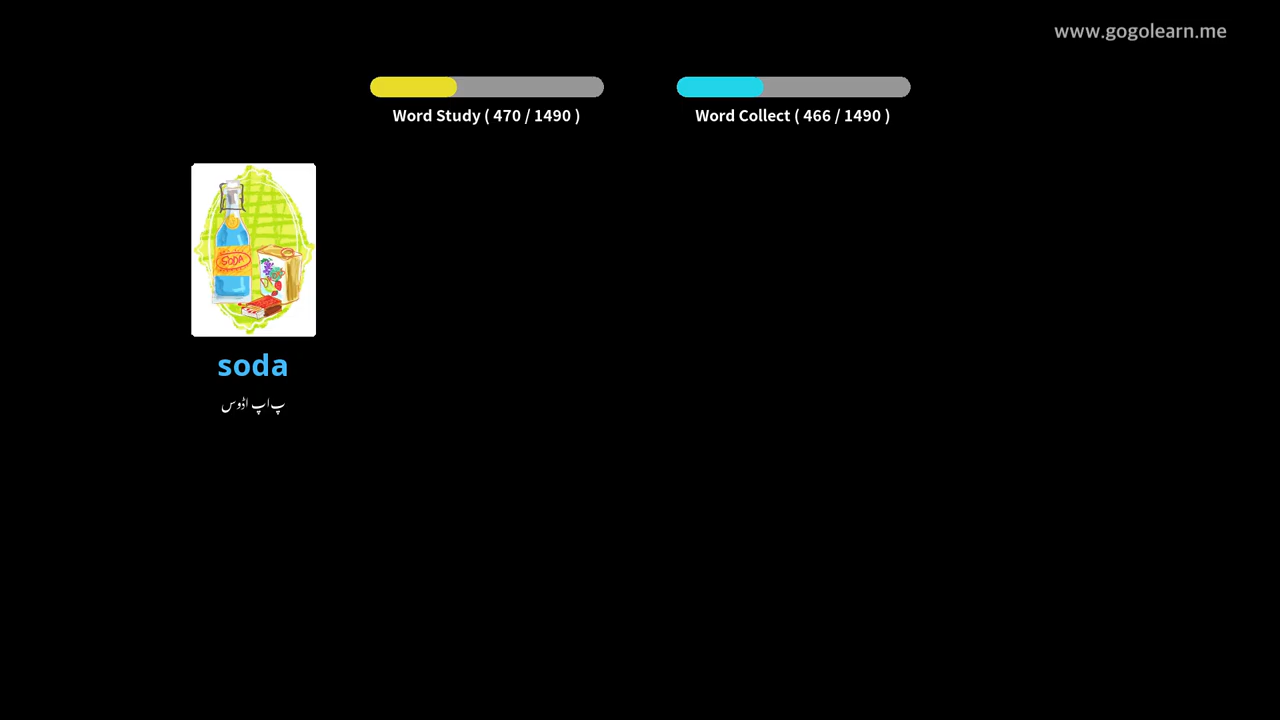 www.gogolearn.me
Word Study ( 470 / 1490 )
Word Collect ( 466 / 1490 )
SODA
soda
پاپ اڈوس